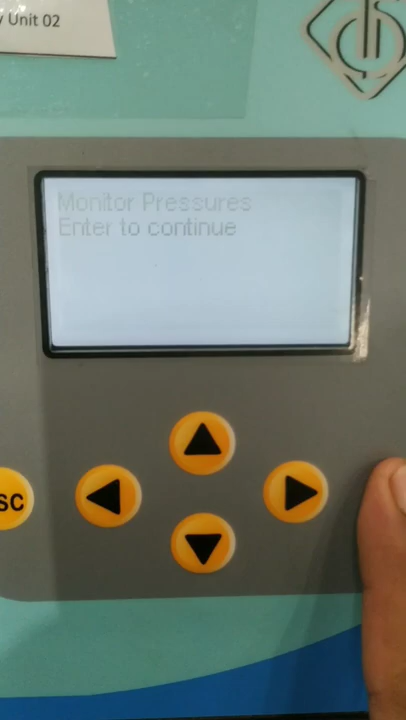 Unit 02
Monitor Pressures
Enter to continue
SC